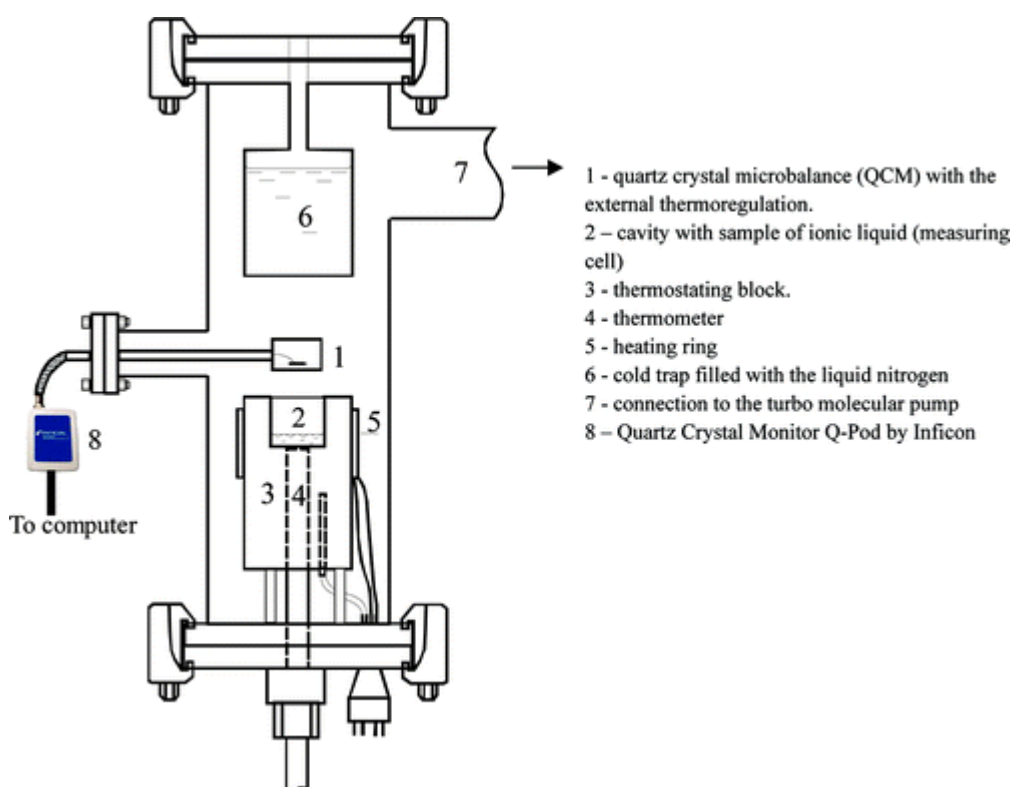 7
1 - quartz crystal microbalance (QCM) with the
external thermoregulation.
2 – cavity with sample of ionic liquid (measuring
cell)
3 - thermostating block.
4 - thermometer
5 - heating ring
6 - cold trap filled with the liquid nitrogen
7 - connection to the turbo molecular pump
8 – Quartz Crystal Monitor Q-Pod by Inficon
6
1
2
5
8
3
4
To computer